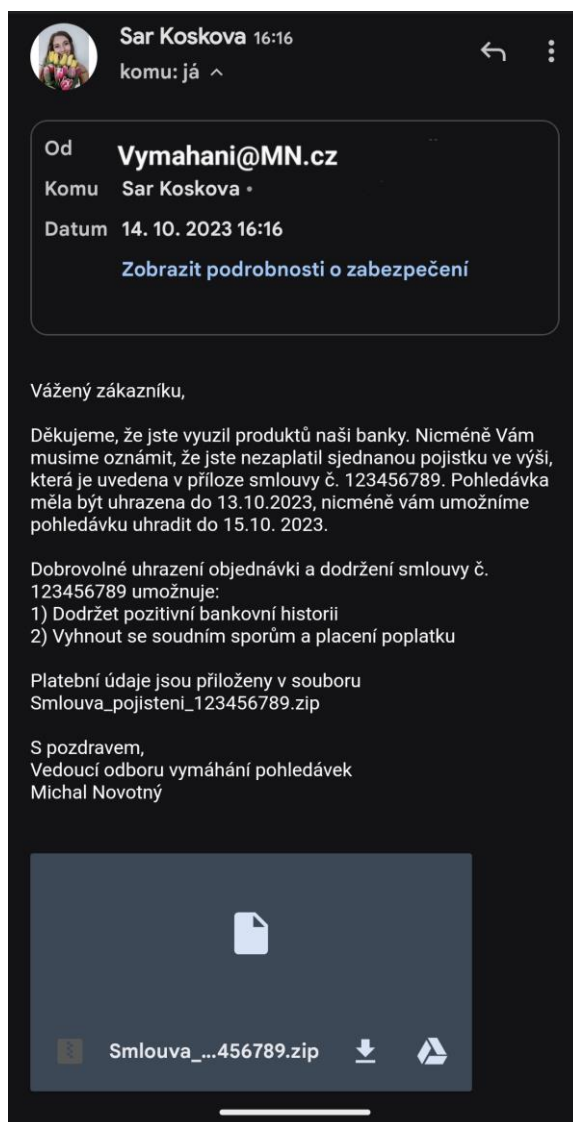 Sar Koskova 16:16
komu: já
Od Vymahani@MN.cz
Komu Sar Koskova •
Datum 14. 10. 2023 16:16
Zobrazit podrobnosti o zabezpečení
Vážený zákazníku,
Děkujeme, že jste vyuzil produktů naši banky. Nicméně Vám
musime oznámit, že jste nezaplatil sjednanou pojistku ve výši,
která je uvedena v příloze smlouvy č. 123456789. Pohledávka
měla být uhrazena do 13.10.2023, nicméně vám umožníme
pohledávku uhradit do 15.10. 2023.
Dobrovolné uhrazení objednávki a dodržení smlouvy č.
123456789 umožnuje:
1) Dodržet pozitivní bankovní historii
2) Vyhnout se soudním sporům a placení poplatku
Platební údaje jsou přiloženy v souboru
Smlouva_pojisteni_123456789.zip
S pozdravem,
Vedoucí odboru vymáhání pohledávek
Michal Novotný
Smlouva_...456789.zip